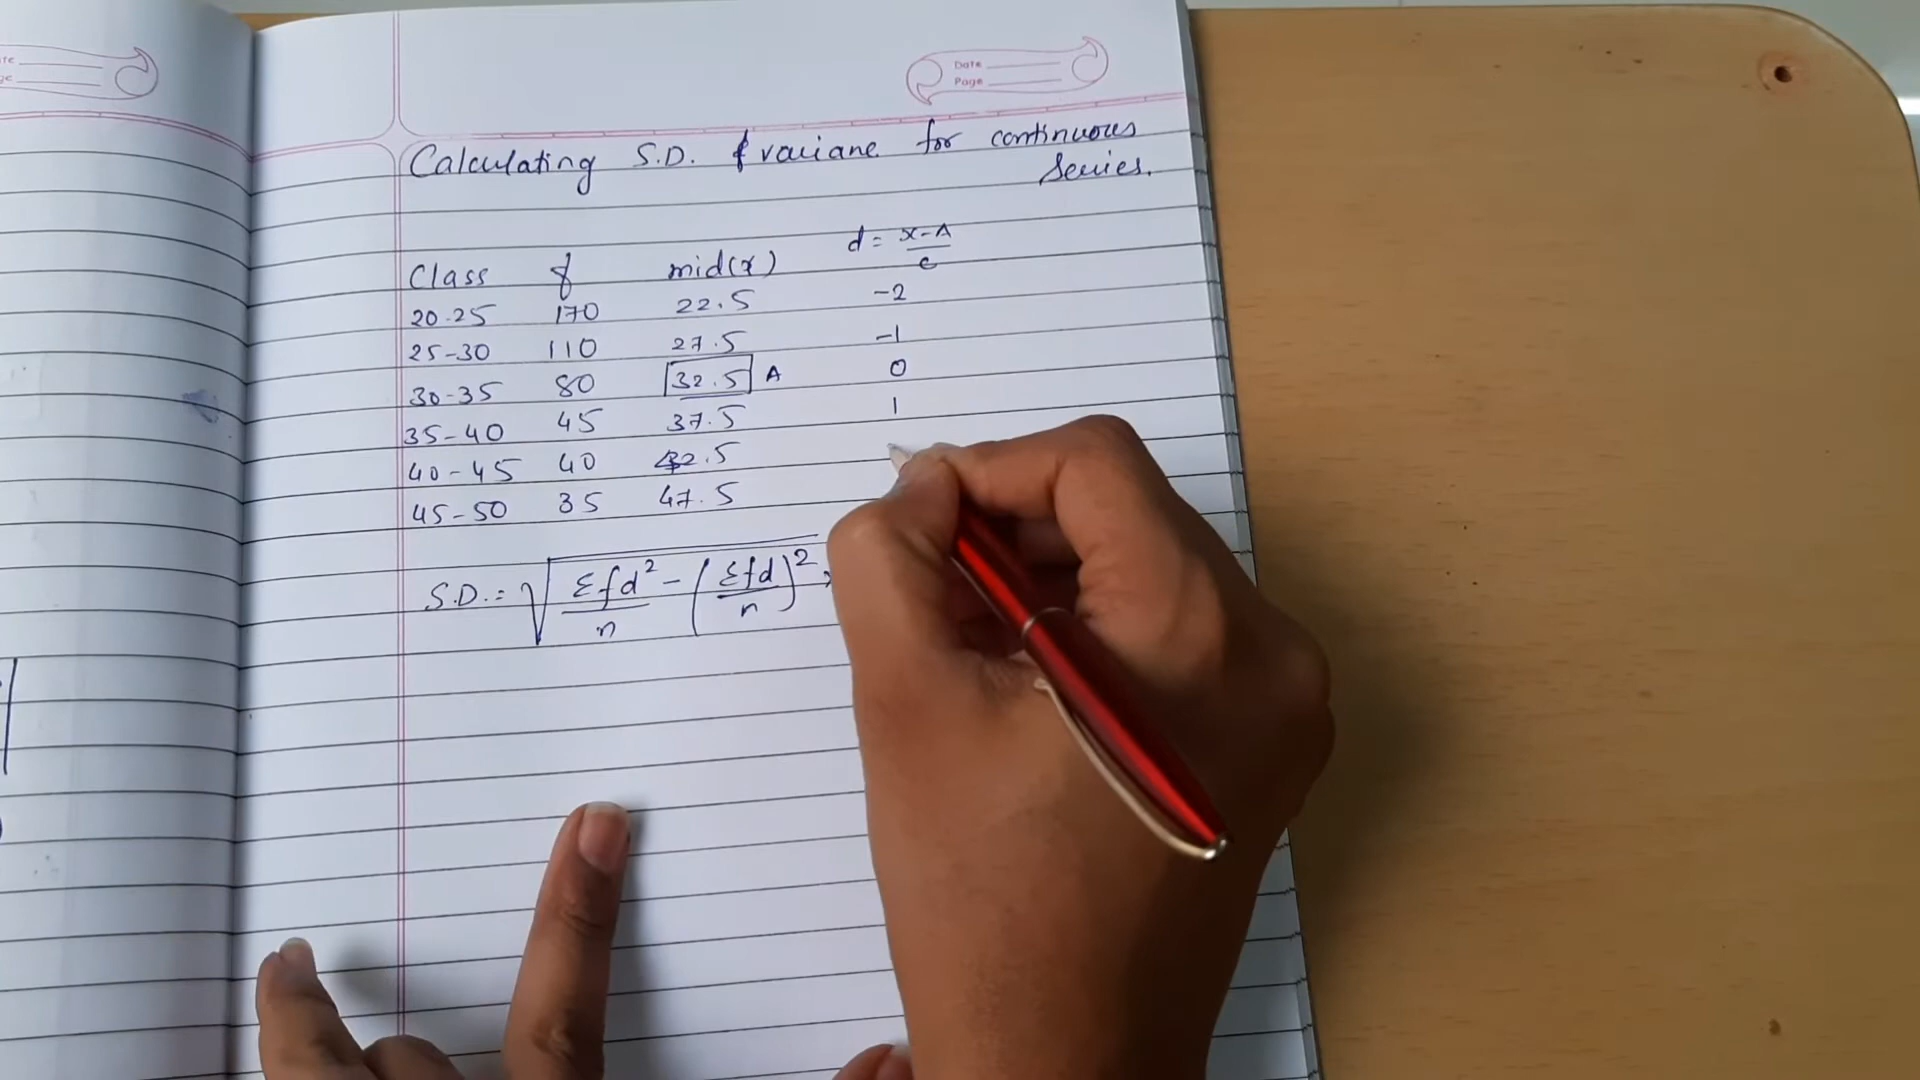 Date
Page
Calculating S.D. & variane for continuous
Series.
d = x-A / c
Class f mid(x)
20-25 170 22.5 -2
25-30 110 27.5 -1
30-35 80 32.5 A 0
35-40 45 37.5 1
40-45 40 42.5
45-50 35 47.5
S.D. = √ Σfd² / n - (Σfd / n)²